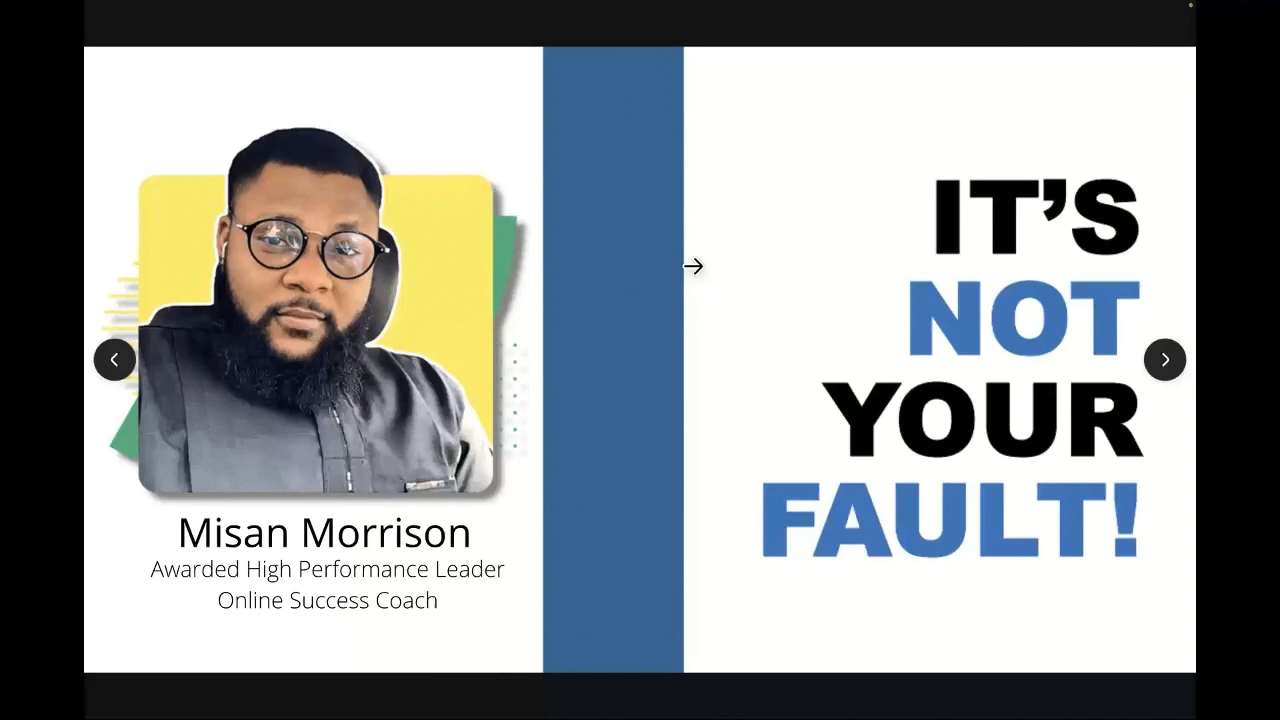 Misan Morrison
Awarded High Performance Leader
Online Success Coach
IT'S
NOT
YOUR
FAULT!